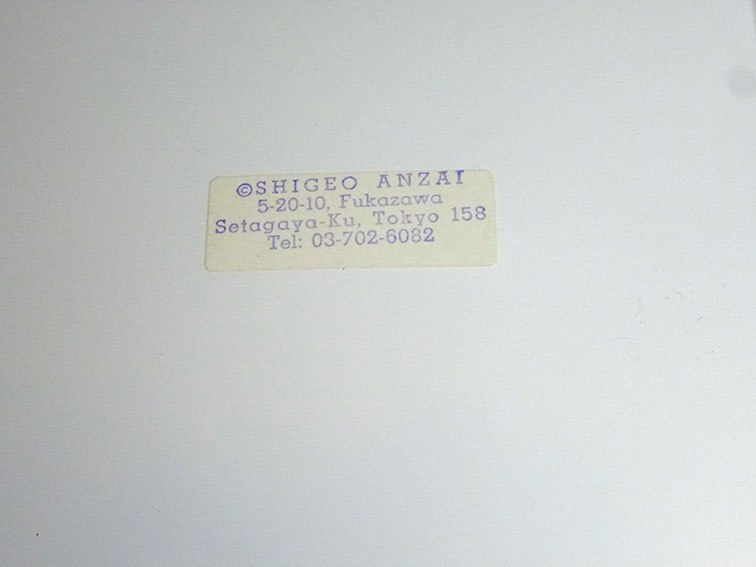 ©SHIGEO ANZAI
5-20-10, Fukazawa
Setagaya-Ku, Tokyo 158
Tel: 03-702-6082